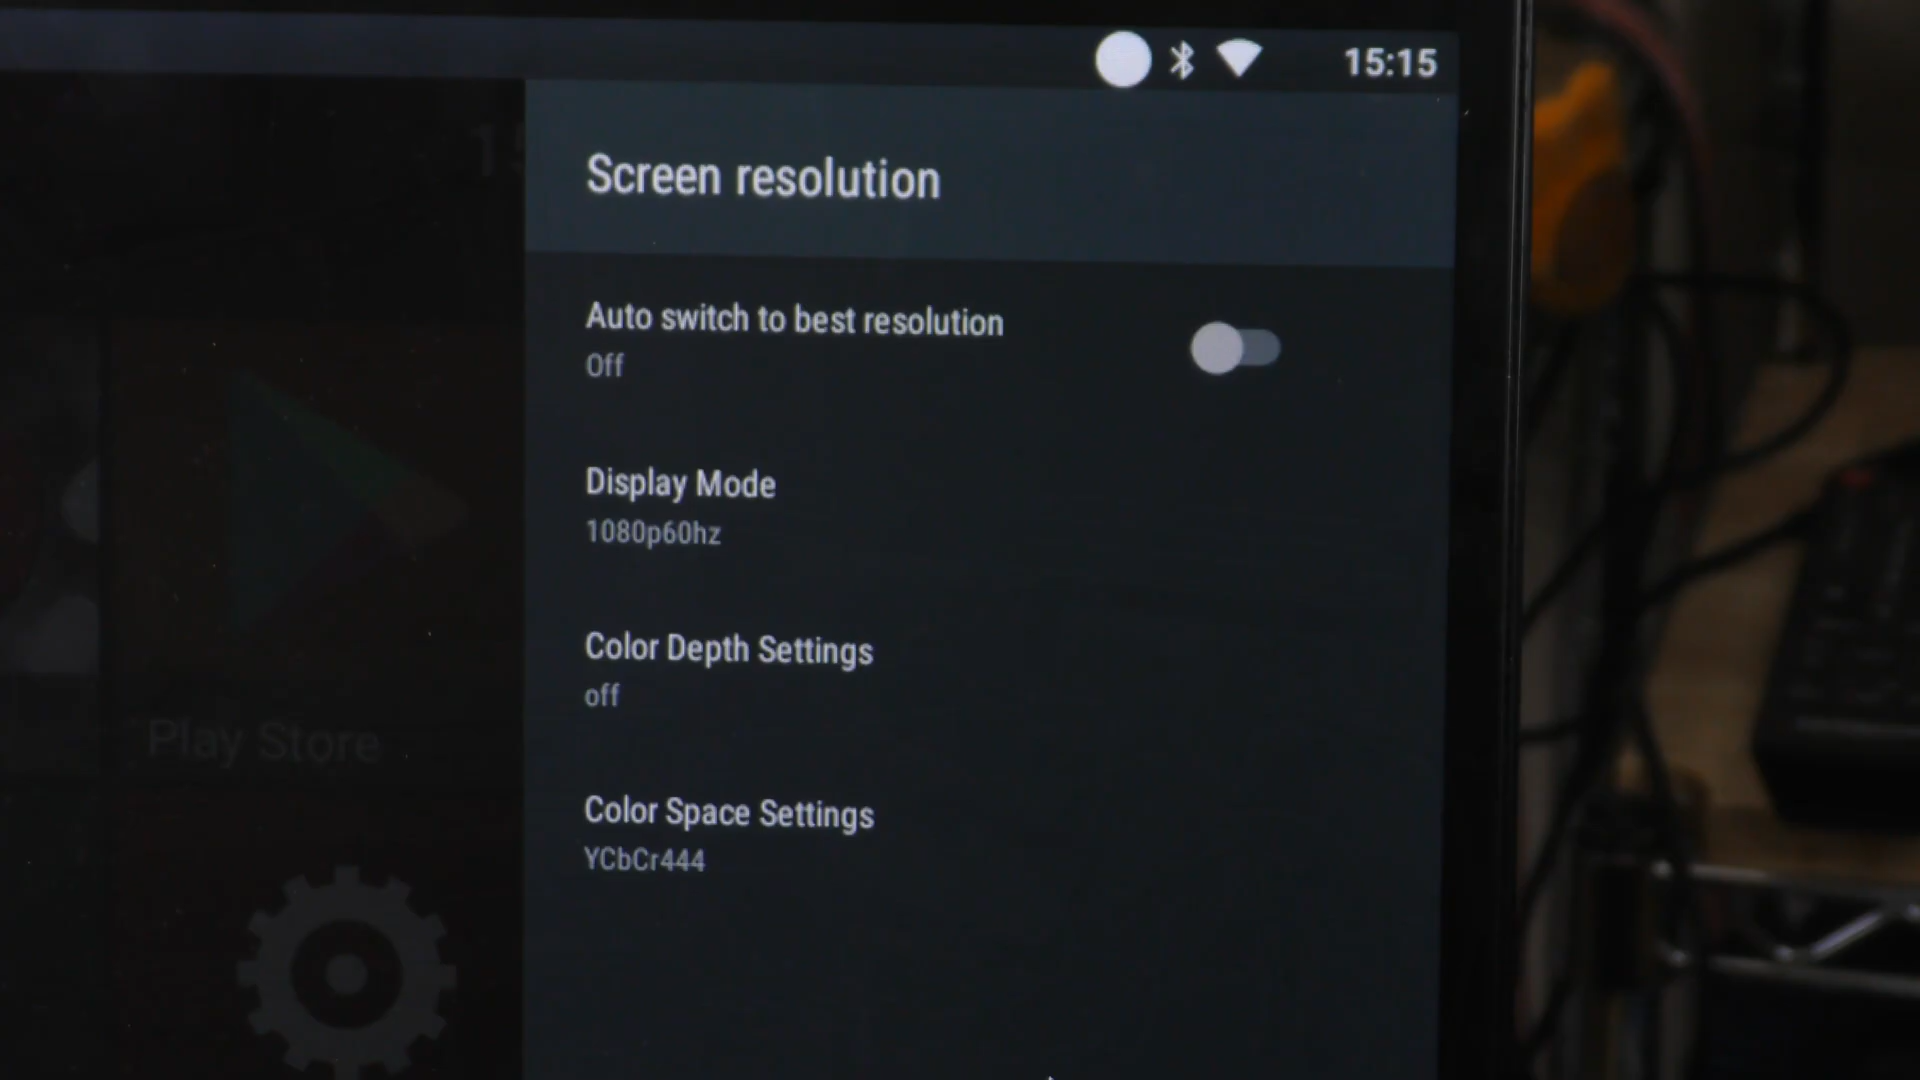 15:15
Screen resolution
Auto switch to best resolution
Off
Display Mode
1080p60hz
Color Depth Settings
off
Color Space Settings
YCbCr444
Play Store